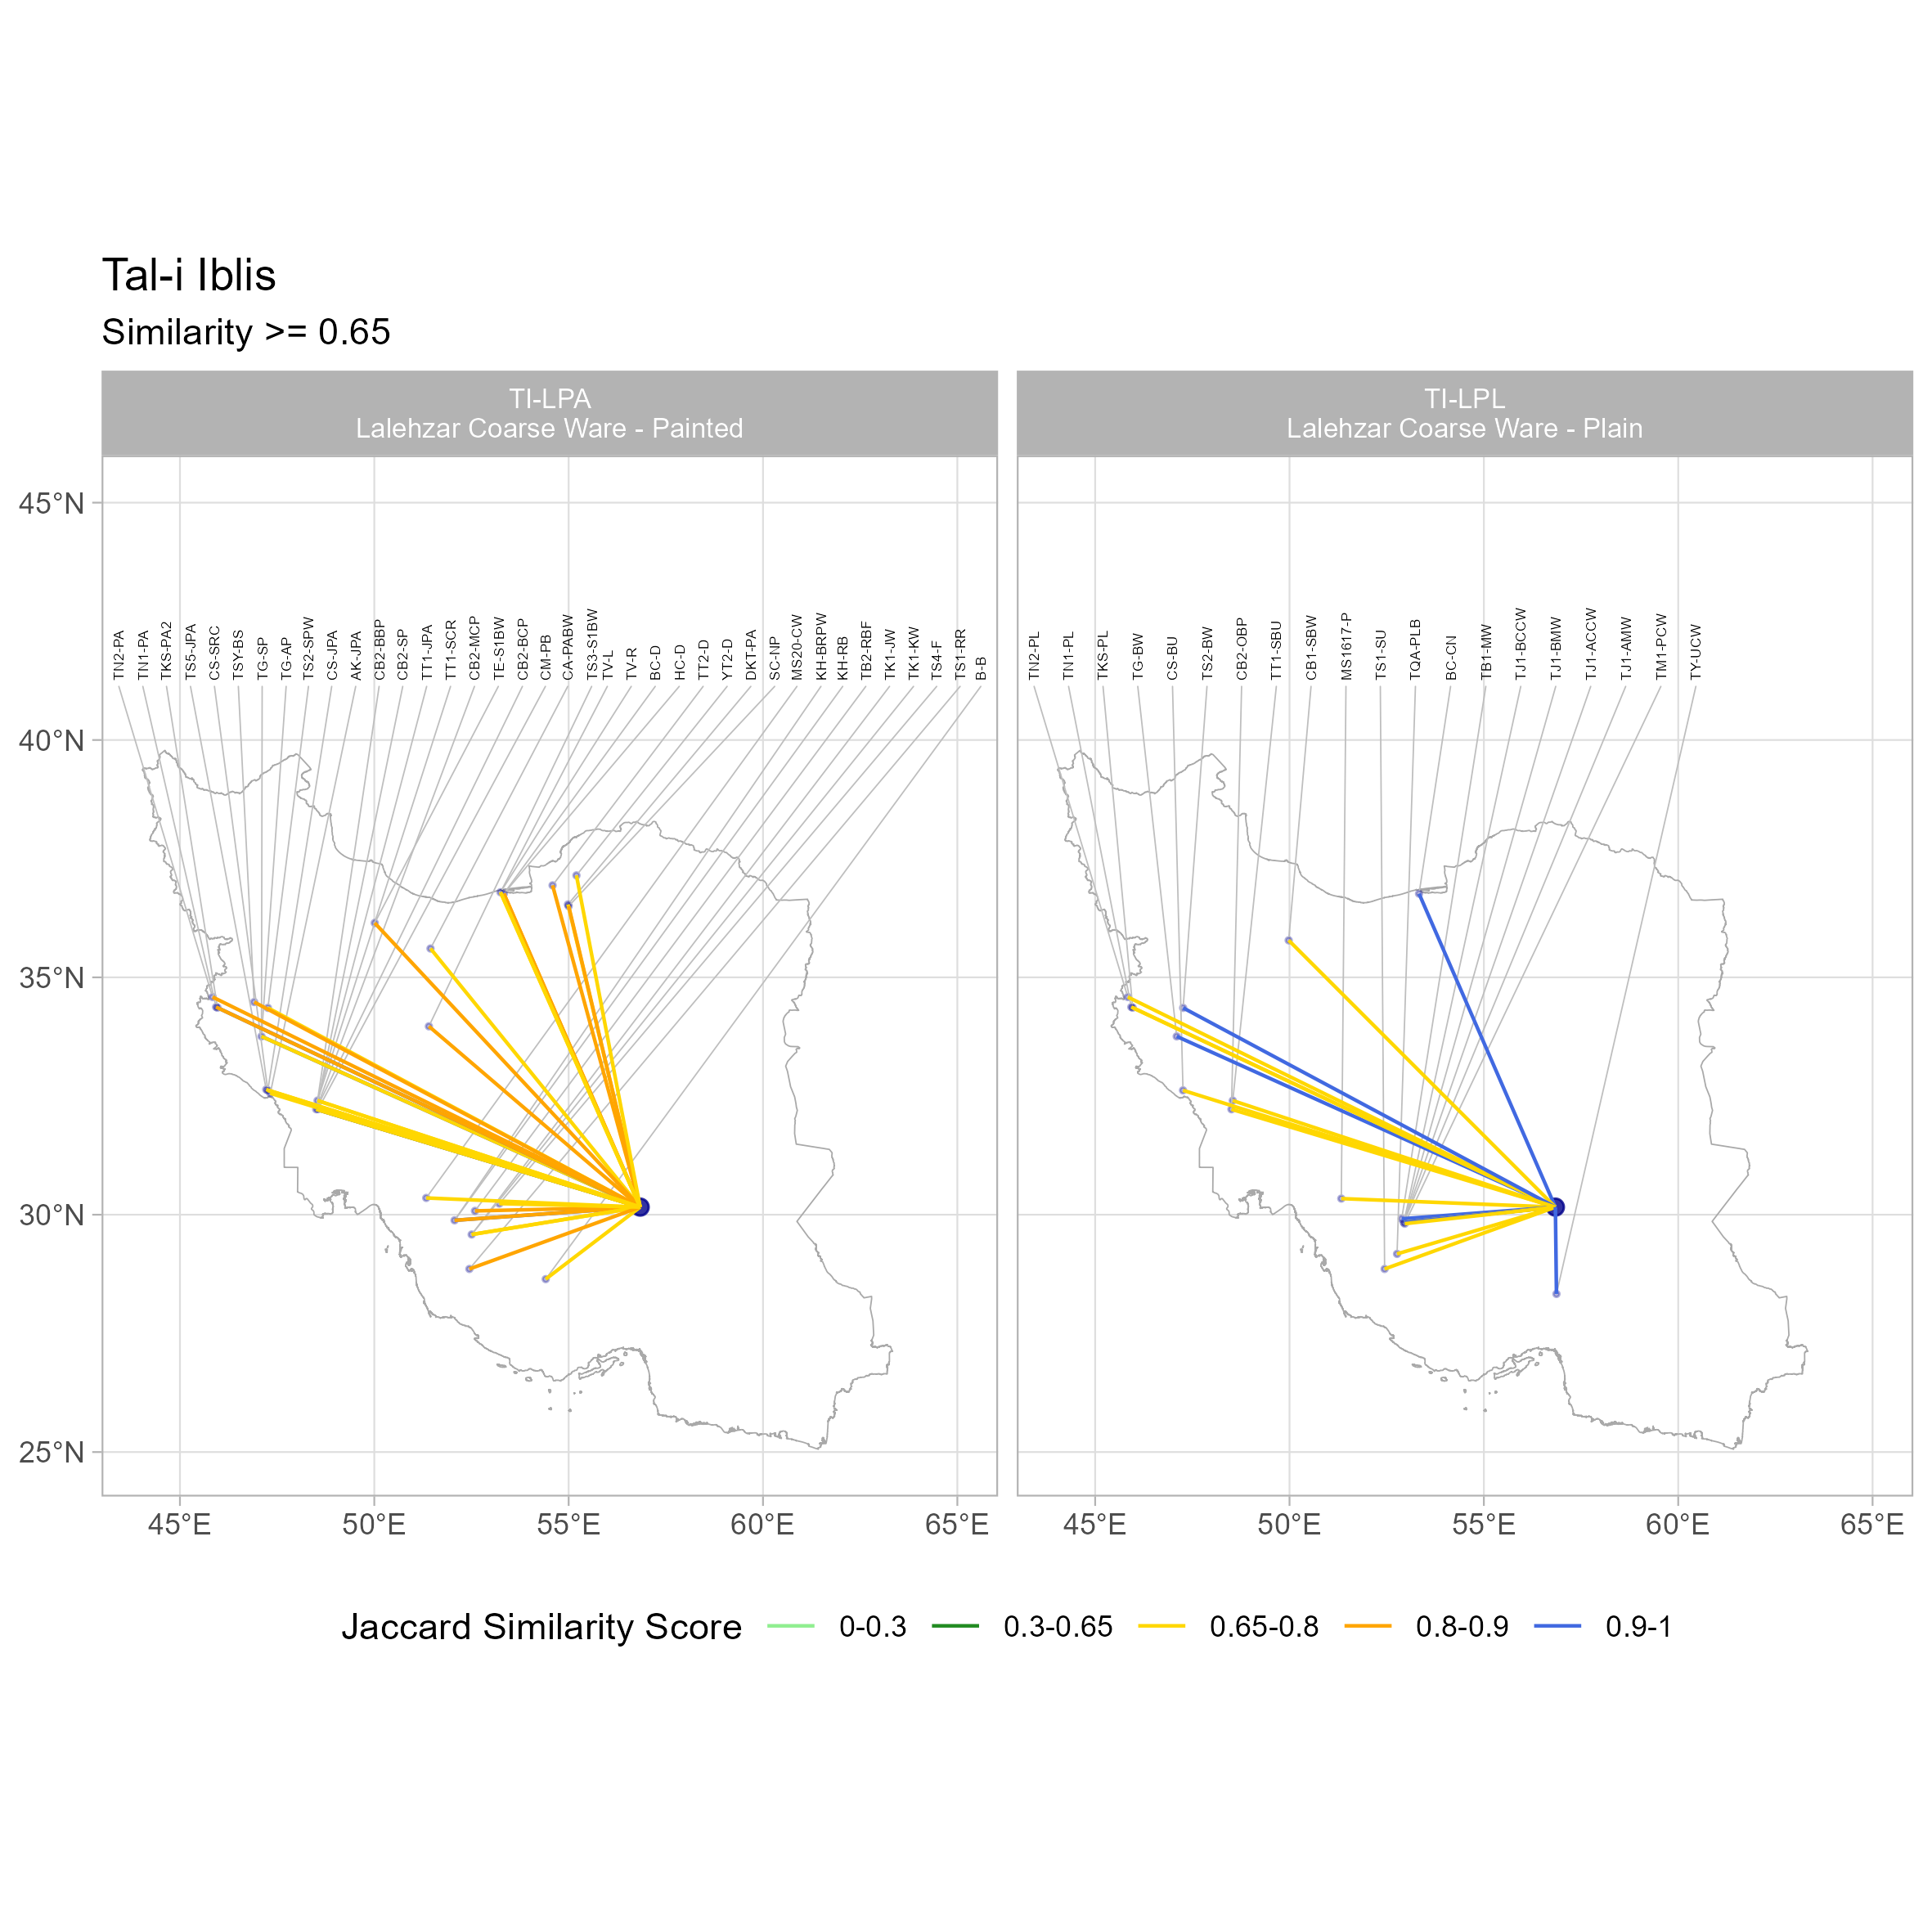 Tal-i Iblis
Similarity >= 0.65
TI-LPA
Lalehzar Coarse Ware - Painted
TI-LPL
Lalehzar Coarse Ware - Plain
45°N
40°N
35°N
30°N
25°N
TN2-PA
TN1-PA
TKS-PA2
TS5-JPA
CS-SRC
TSY-BS
TG-SP
TG-AP
TS2-SPW
CS-JPA
AK-JPA
CB2-BBP
CB2-SP
TT1-JPA
TT1-SCR
CB2-MCP
TE-S1BW
CB2-BCP
CM-PB
CA-PABW
TS3-S1BW
TV-L
TV-R
BC-D
HC-D
TT2-D
YT2-D
DKT-PA
SC-NP
MS20-CW
KH-BRPW
KH-RB
TB2-RBF
TK1-JW
TK1-KW
TS4-F
TS1-RR
B-B
TN2-PL
TN1-PL
TKS-PL
TG-BW
CS-BU
TS2-BW
CB2-OBP
TT1-SBU
CB1-SBW
MS1617-P
TS1-SU
TQA-PLB
BC-CN
TB1-MW
TJ1-BCCW
TJ1-BMW
TJ1-ACCW
TJ1-AMW
TM1-PCW
TY-UCW
45°E 50°E 55°E 60°E 65°E
45°E 50°E 55°E 60°E 65°E
Jaccard Similarity Score 0-0.3 0.3-0.65 0.65-0.8 0.8-0.9 0.9-1